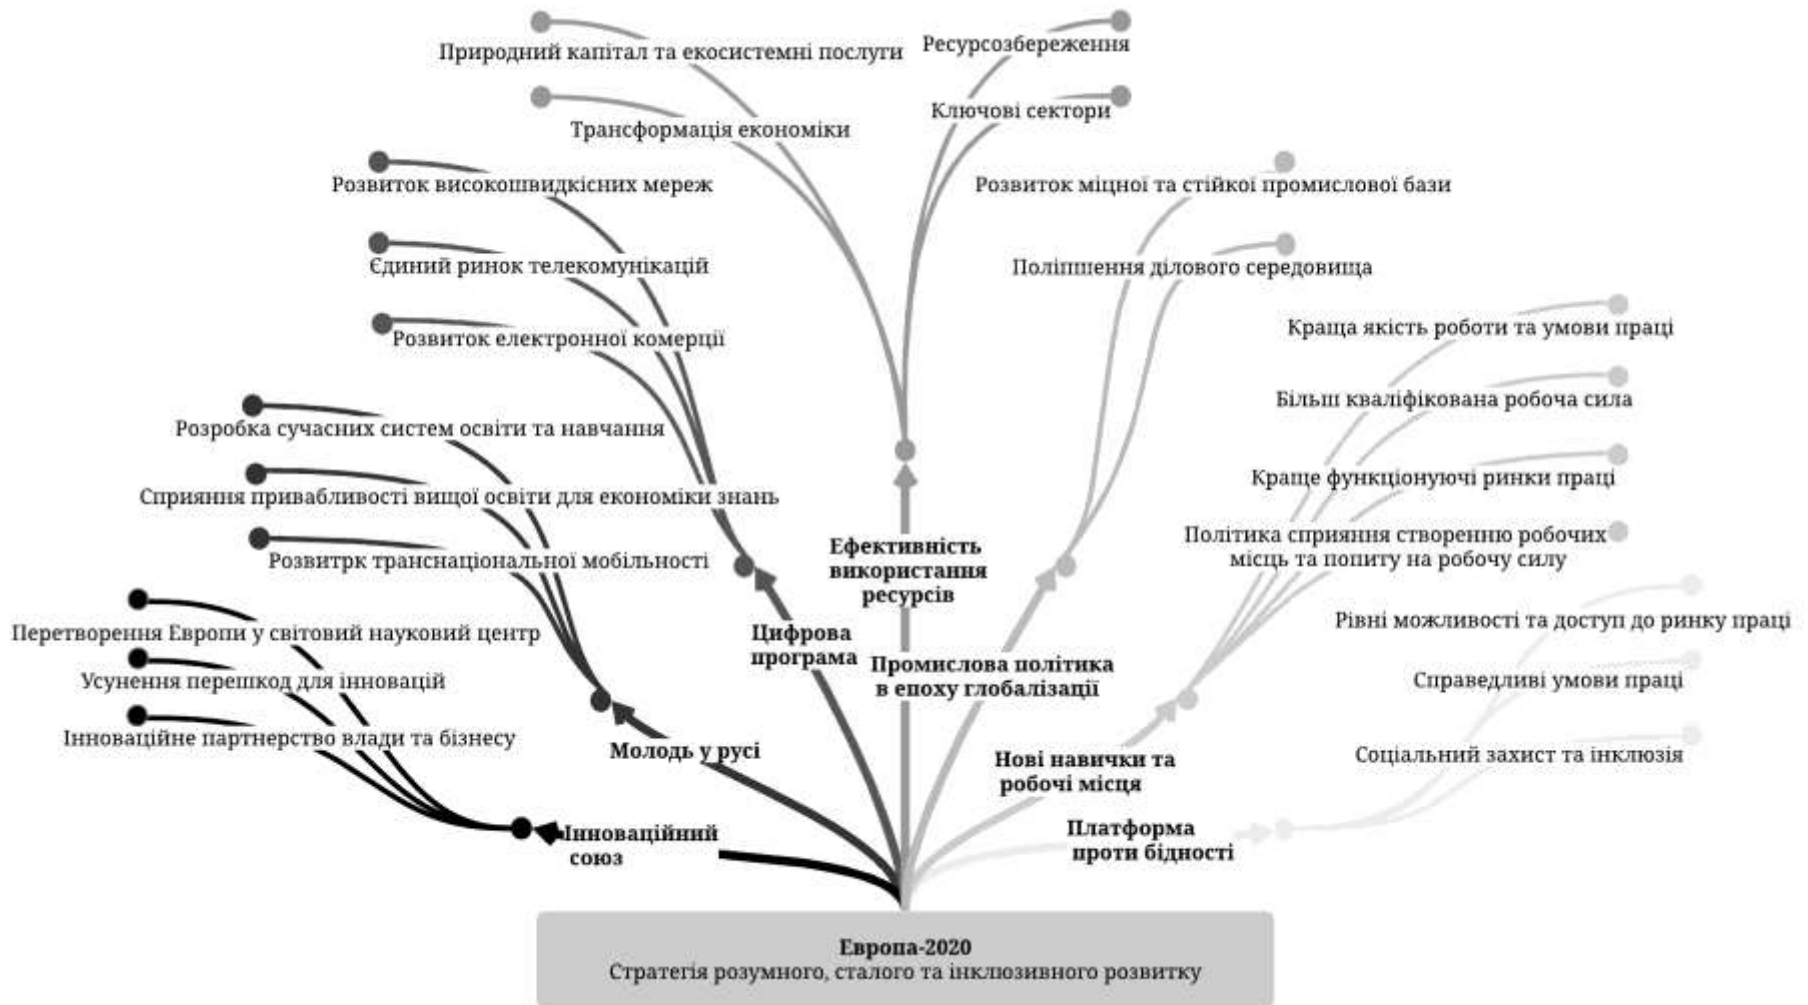 Природний капітал та екосистемні послуги
Ресурсозбереження
Трансформація економіки
Ключові сектори
Розвиток високошвидкісних мереж
Розвиток міцної та стійкої промислової бази
Єдиний ринок телекомунікацій
Поліпшення ділового середовища
Розвиток електронної комерції
Краща якість роботи та умови праці
Більш кваліфікована робоча сила
Розробка сучасних систем освіти та навчання
Краще функціонуючі ринки праці
Сприяння привабливості вищої освіти для економіки знань
Політика сприяння створенню робочих
місць та попиту на робочу силу
Розвитрк транснаціональної мобільності
Ефективність
використання
ресурсів
Перетворення Европи у світовий науковий центр
Цифрова
програма
Рівні можливості та доступ до ринку праці
Усунення перешкод для інновацій
Промислова політика
в епоху глобалізації
Справедливі умови праці
Інноваційне партнерство влади та бізнесу
Молодь у русі
Нові навички та
робочі місця
Соціальний захист та інклюзія
Інноваційний
союз
Платформа
проти бідності
Европа-2020
Стратегія розумного, сталого та інклюзивного розвитку